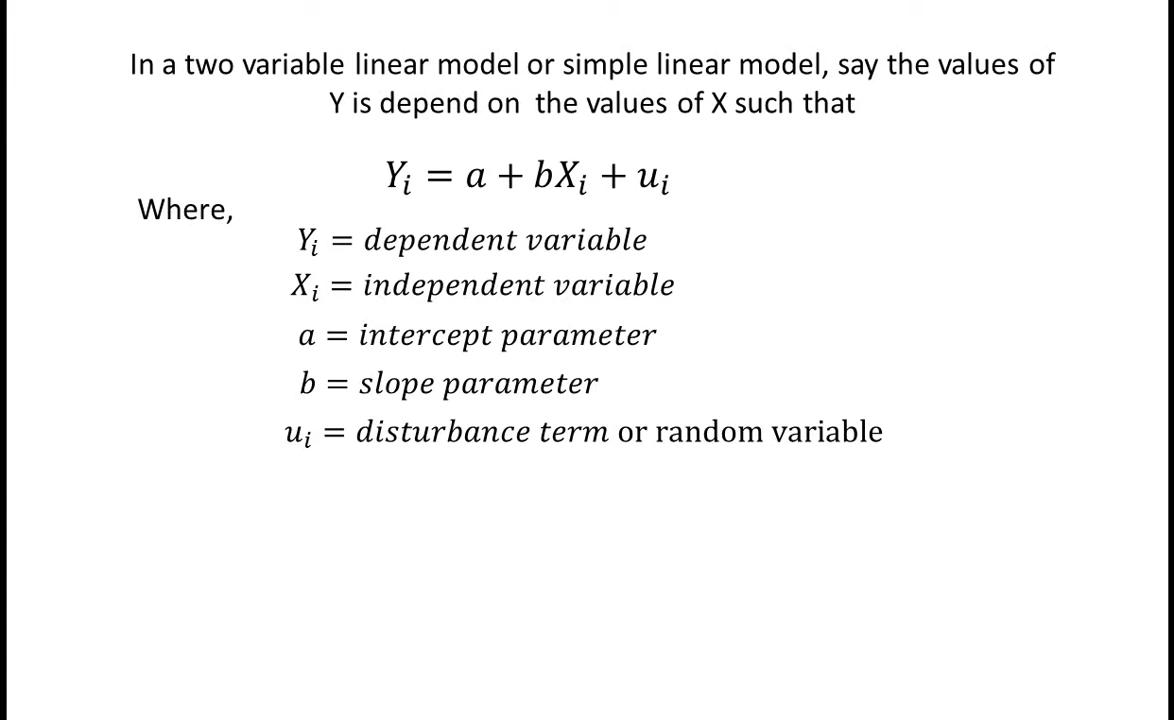 In a two variable linear model or simple linear model, say the values of
Y is depend on the values of X such that
Yᵢ = a + bXᵢ + uᵢ
Where,
Yᵢ = dependent variable
Xᵢ = independent variable
a = intercept parameter
b = slope parameter
uᵢ = disturbance term or random variable